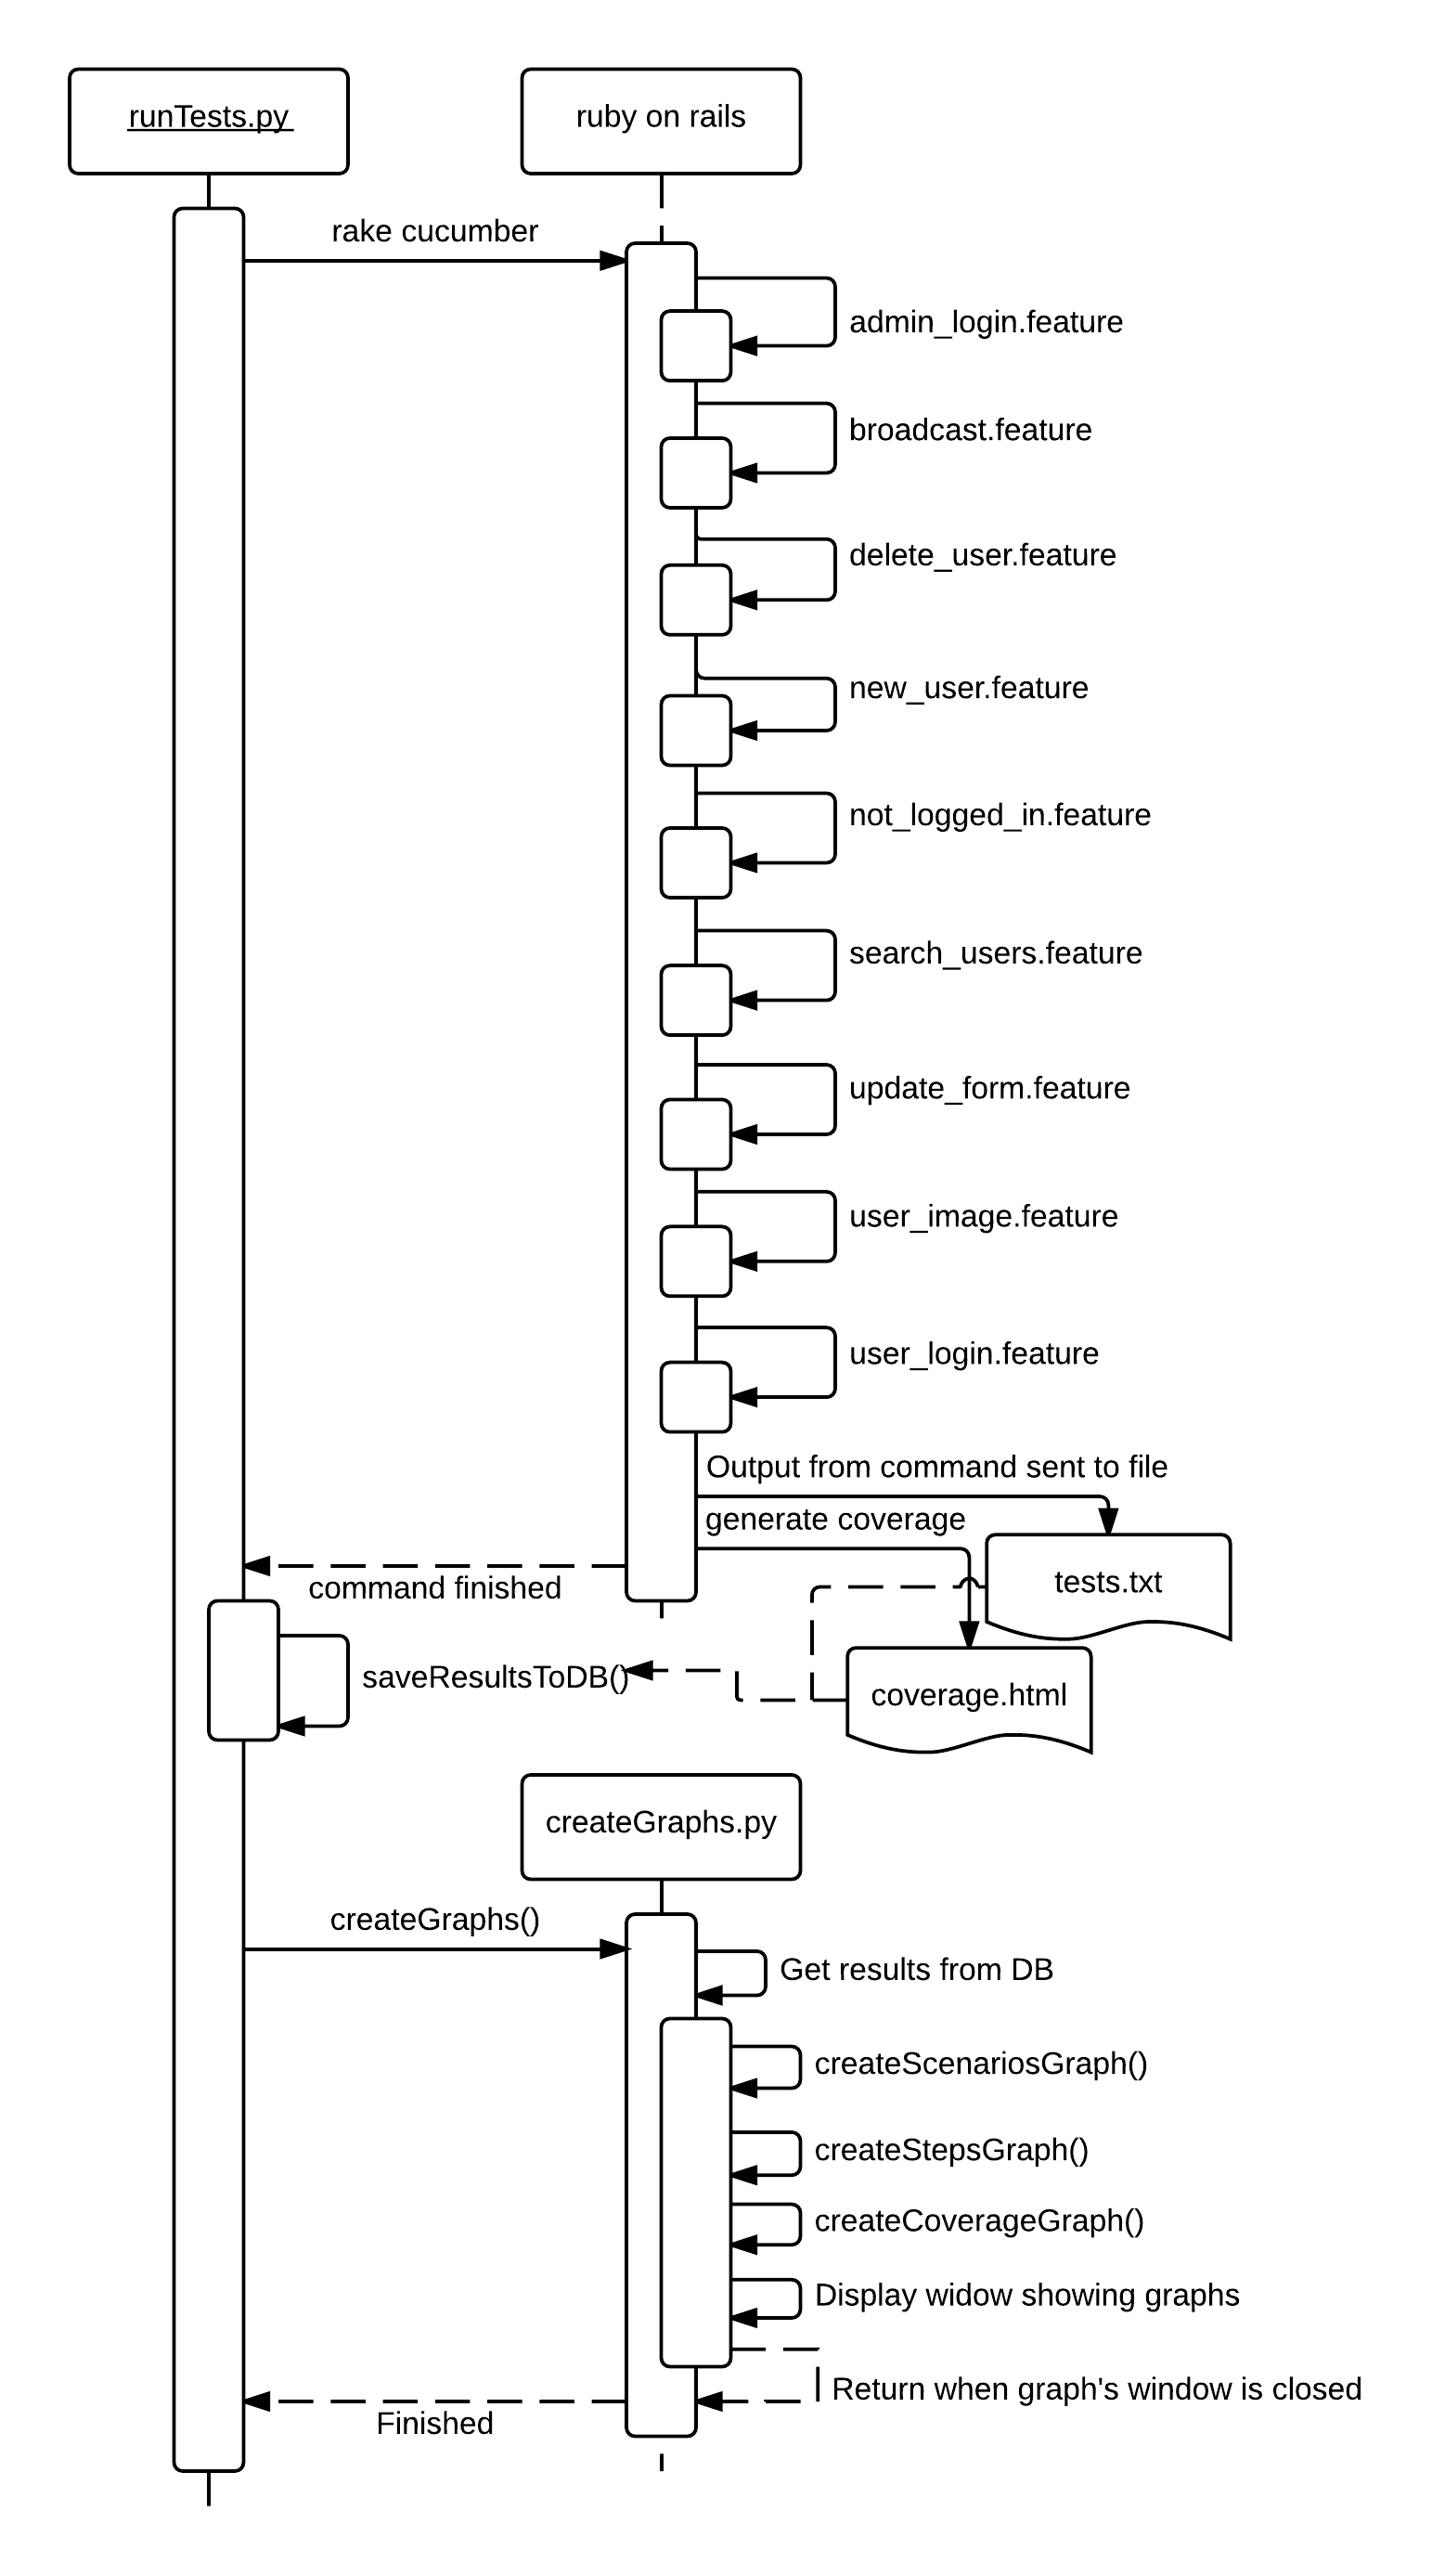 runTests.py
ruby on rails
rake cucumber
admin_login.feature
broadcast.feature
delete_user.feature
new_user.feature
not_logged_in.feature
search_users.feature
update_form.feature
user_image.feature
user_login.feature
Output from command sent to file
generate coverage
tests.txt
command finished
saveResultsToDB()
coverage.html
createGraphs.py
createGraphs()
Get results from DB
createScenariosGraph()
createStepsGraph()
createCoverageGraph()
Display widow showing graphs
Return when graph's window is closed
Finished